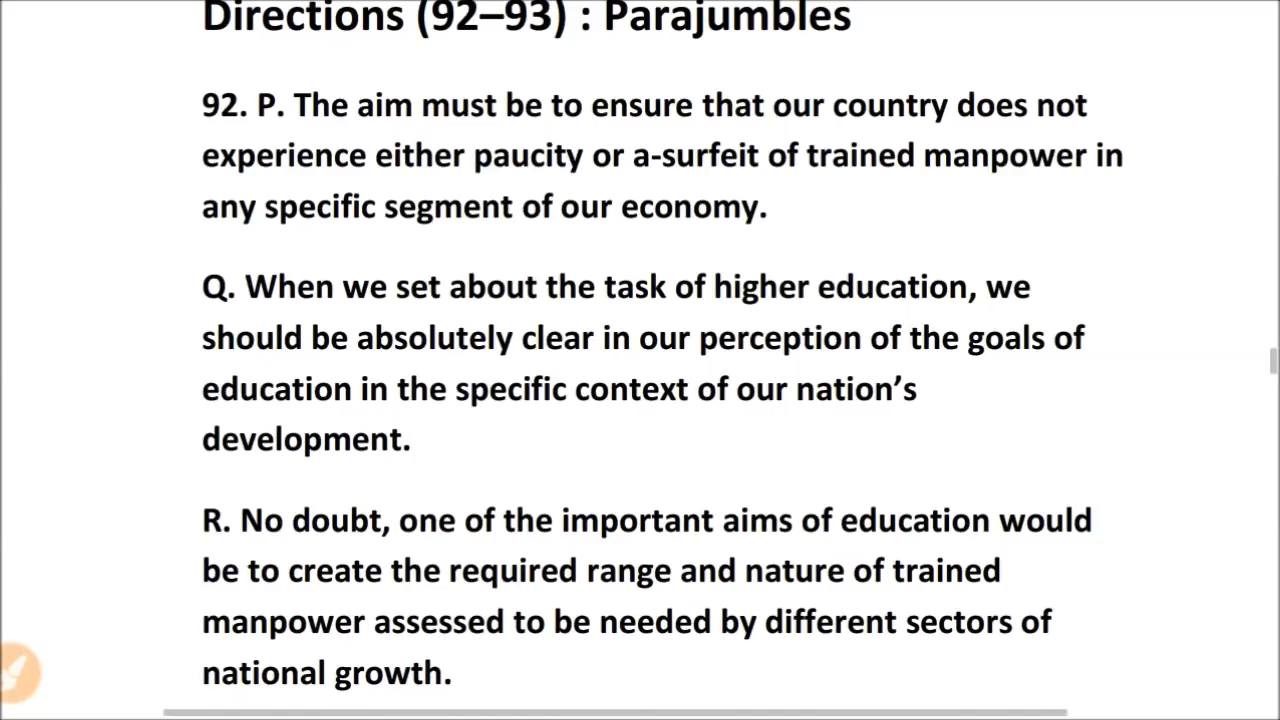 Directions (92–93) : Parajumbles
92. P. The aim must be to ensure that our country does not
experience either paucity or a-surfeit of trained manpower in
any specific segment of our economy.
Q. When we set about the task of higher education, we
should be absolutely clear in our perception of the goals of
education in the specific context of our nation’s
development.
R. No doubt, one of the important aims of education would
be to create the required range and nature of trained
manpower assessed to be needed by different sectors of
national growth.